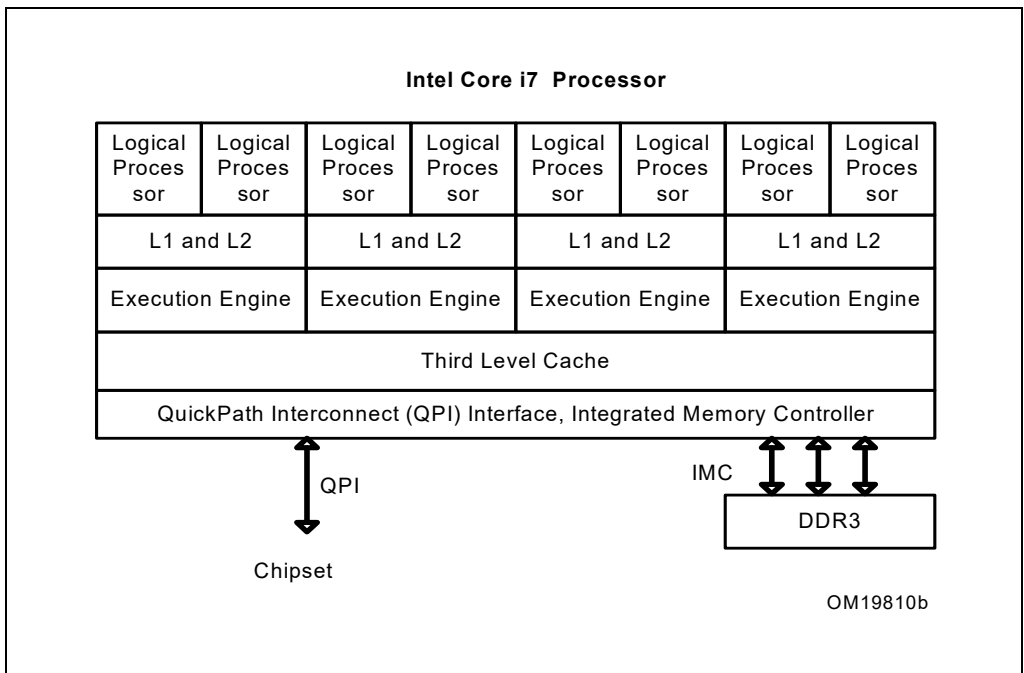 Intel Core i7 Processor
Logical Logical Logical Logical Logical Logical Logical Logical
Proces Proces Proces Proces Proces Proces Proces Proces
sor sor sor sor sor sor sor sor
L1 and L2 L1 and L2 L1 and L2 L1 and L2
Execution Engine Execution Engine Execution Engine Execution Engine
Third Level Cache
QuickPath Interconnect (QPI) Interface, Integrated Memory Controller
QPI
IMC
DDR3
Chipset
OM19810b